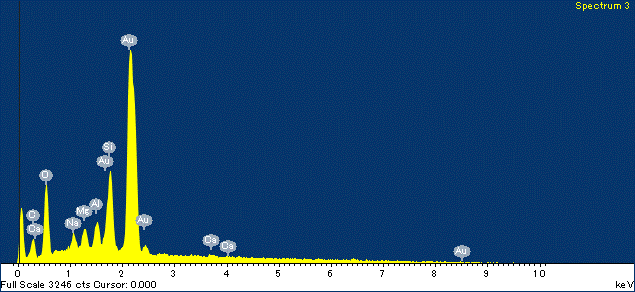 Spectrum 3
Au
Si
Au
O
C
Ca
Na
Mg
Al
Au
Ca
Ca
Au
0 1 2 3 4 5 6 7 8 9 10
Full Scale 3246 cts Cursor: 0.000 keV